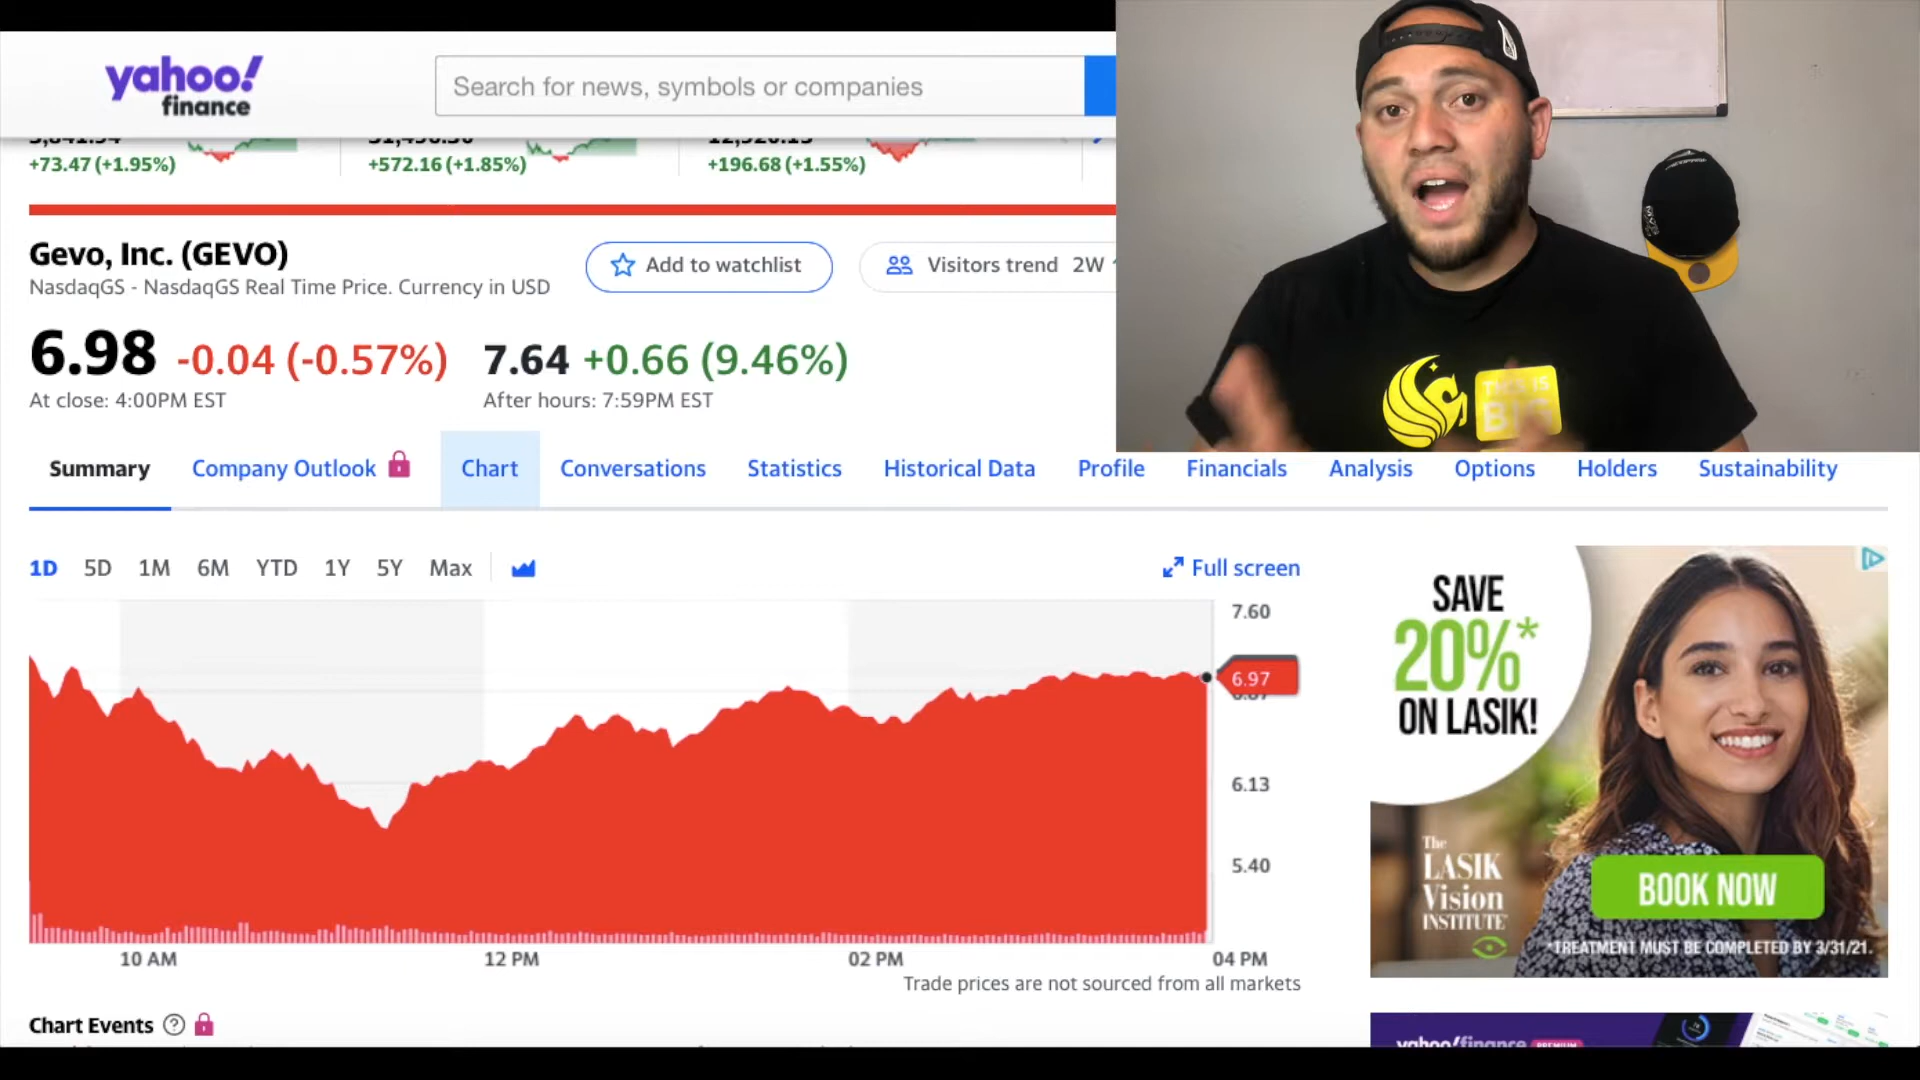 yahoo!
finance
Search for news, symbols or companies
+73.47 (+1.95%)
+572.16 (+1.85%)
+196.68 (+1.55%)
Gevo, Inc. (GEVO)
NasdaqGS - NasdaqGS Real Time Price. Currency in USD
Add to watchlist
Visitors trend 2W
6.98 -0.04 (-0.57%)
At close: 4:00PM EST
7.64 +0.66 (9.46%)
After hours: 7:59PM EST
THIS IS
BIG
Summary Company Outlook Chart Conversations Statistics Historical Data Profile Financials Analysis Options Holders Sustainability
1D 5D 1M 6M YTD 1Y 5Y Max
Full screen
7.60
6.97
6.13
5.40
10 AM 12 PM 02 PM 04 PM
Trade prices are not sourced from all markets
Chart Events ?
SAVE
20%*
ON LASIK!
The
LASIK
Vision
INSTITUTE
BOOK NOW
*TREATMENT MUST BE COMPLETED BY 3/31/21.
yahoo!finance PREMIUM